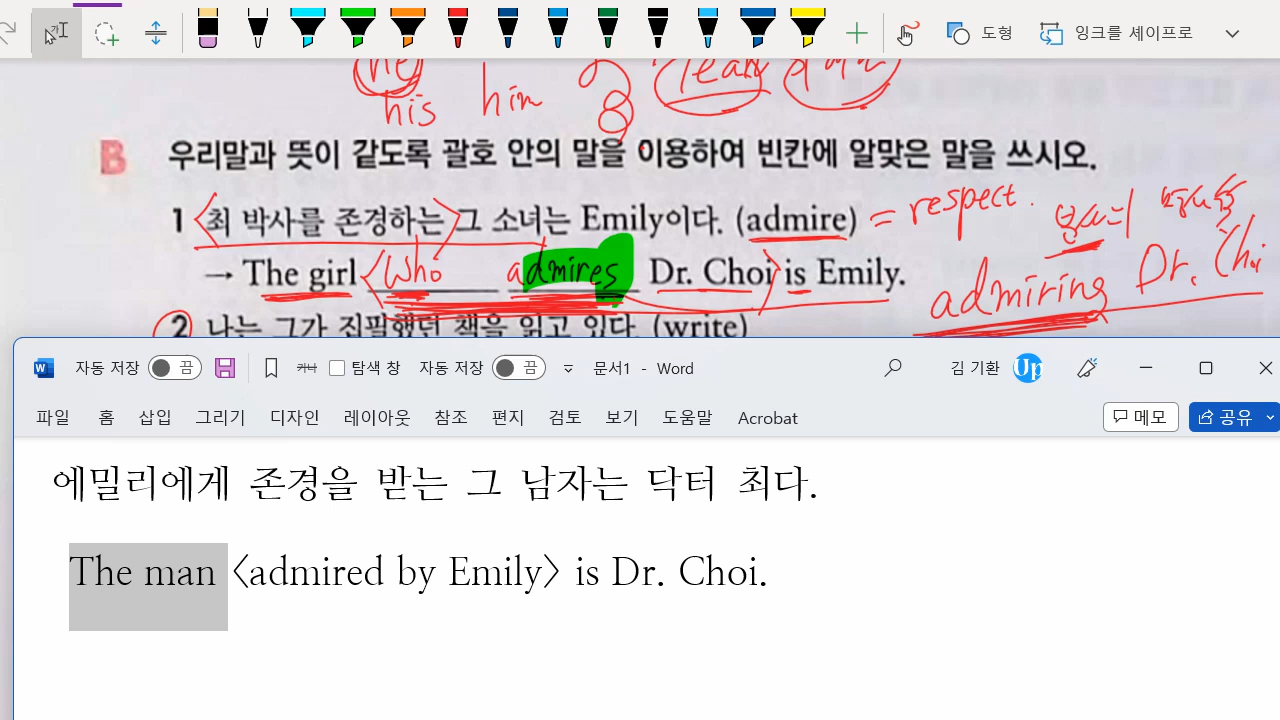 도형 잉크를 셰이프로
he
his him clean
B 우리말과 뜻이 같도록 괄호 안의 말을 이용하여 빈칸에 알맞은 말을 쓰시오.
1 <최 박사를 존경하는> 그 소녀는 Emily이다. (admire) = respect.
→ The girl <who admires Dr. Choi> is Emily.
admiring Dr. Choi
2 나는 그가 집필했던 책을 읽고 있다. (write)
자동 저장 끔 가나 탐색 창 자동 저장 끔 문서1 - Word 김 기환 Up
파일 홈 삽입 그리기 디자인 레이아웃 참조 편지 검토 보기 도움말 Acrobat 메모 공유
에밀리에게 존경을 받는 그 남자는 닥터 최다.
The man <admired by Emily> is Dr. Choi.